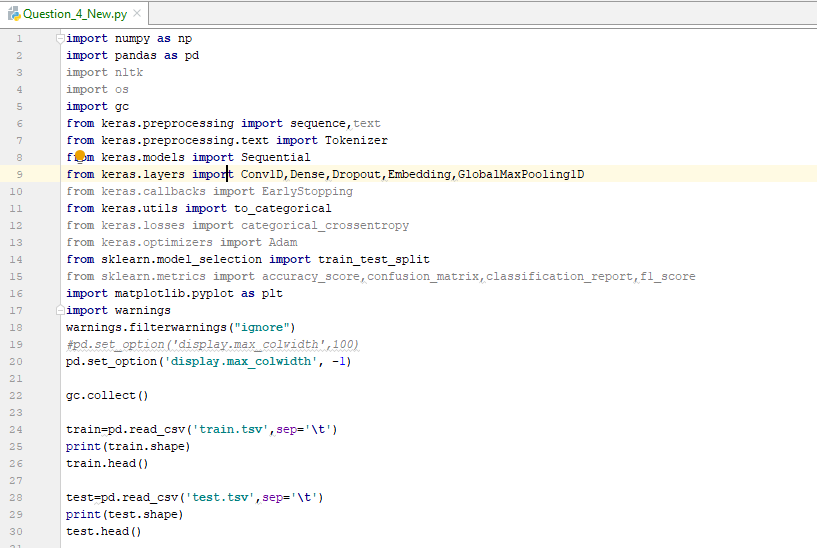 Question_4_New.py
1 import numpy as np
2 import pandas as pd
3 import nltk
4 import os
5 import gc
6 from keras.preprocessing import sequence,text
7 from keras.preprocessing.text import Tokenizer
8 from keras.models import Sequential
9 from keras.layers import Conv1D,Dense,Dropout,Embedding,GlobalMaxPooling1D
10 from keras.callbacks import EarlyStopping
11 from keras.utils import to_categorical
12 from keras.losses import categorical_crossentropy
13 from keras.optimizers import Adam
14 from sklearn.model_selection import train_test_split
15 from sklearn.metrics import accuracy_score,confusion_matrix,classification_report,f1_score
16 import matplotlib.pyplot as plt
17 import warnings
18 warnings.filterwarnings("ignore")
19 #pd.set_option('display.max_colwidth',100)
20 pd.set_option('display.max_colwidth', -1)
21
22 gc.collect()
23
24 train=pd.read_csv('train.tsv',sep='\t')
25 print(train.shape)
26 train.head()
27
28 test=pd.read_csv('test.tsv',sep='\t')
29 print(test.shape)
30 test.head()